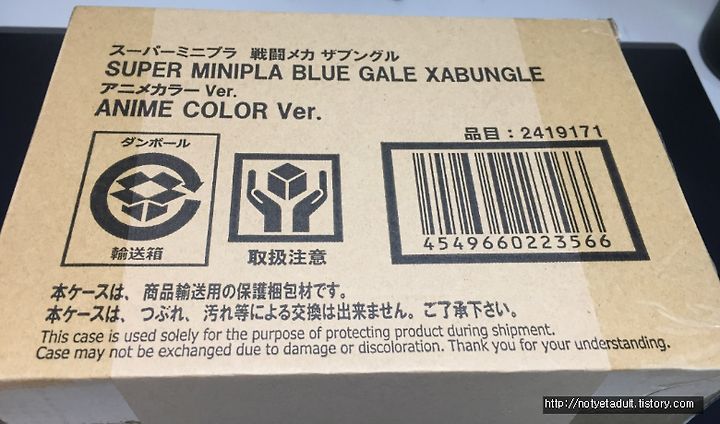 スーパーミニプラ 戦闘メカ ザブングル
SUPER MINIPLA BLUE GALE XABUNGLE
アニメカラー Ver.
ANIME COLOR Ver.
品目：2419171
ダンボール
輸送箱
取扱注意
4549660223566
本ケースは、商品輸送用の保護梱包材です。
本ケースは、つぶれ、汚れ等による交換は出来ません。ご了承下さい。
This case is used solely for the purpose of protecting product during shipment.
Case may not be exchanged due to damage or discoloration. Thank you for your understanding.
http://notyetadult.tistory.com